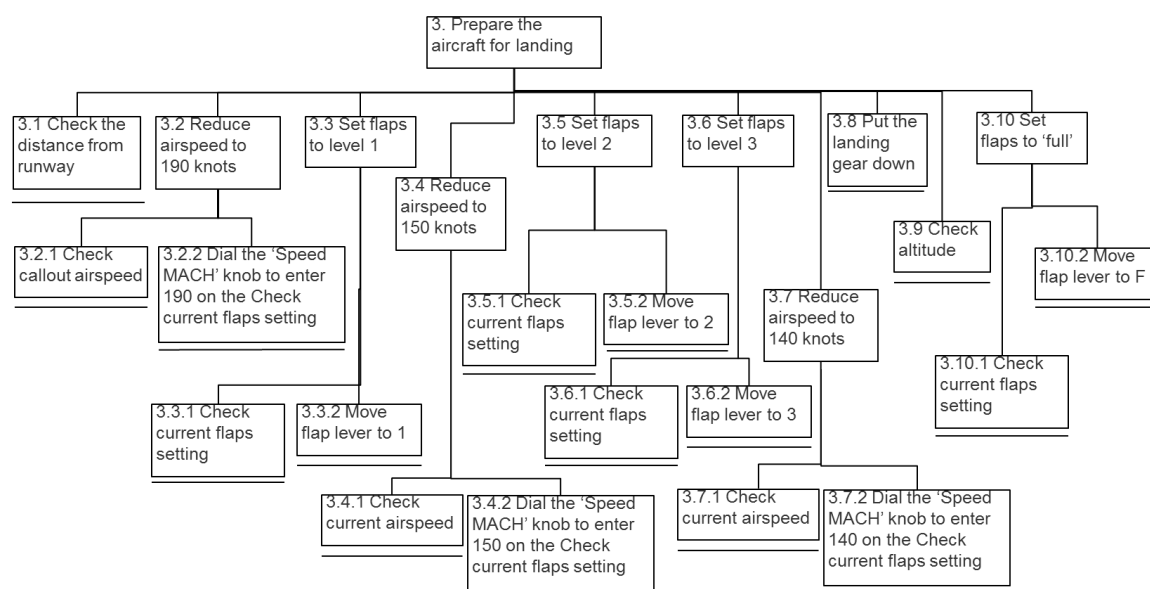 3. Prepare the
aircraft for landing
3.1 Check the
distance from
runway
3.2 Reduce
airspeed to
190 knots
3.3 Set flaps
to level 1
3.4 Reduce
airspeed to
150 knots
3.5 Set flaps
to level 2
3.6 Set flaps
to level 3
3.7 Reduce
airspeed to
140 knots
3.8 Put the
landing
gear down
3.9 Check
altitude
3.10 Set
flaps to ‘full’
3.2.1 Check
callout airspeed
3.2.2 Dial the ‘Speed
MACH’ knob to enter
190 on the Check
current flaps setting
3.3.1 Check
current flaps
setting
3.3.2 Move
flap lever to 1
3.4.1 Check
current airspeed
3.4.2 Dial the ‘Speed
MACH’ knob to enter
150 on the Check
current flaps setting
3.5.1 Check
current flaps
setting
3.5.2 Move
flap lever to 2
3.6.1 Check
current flaps
setting
3.6.2 Move
flap lever to 3
3.7.1 Check
current airspeed
3.7.2 Dial the ‘Speed
MACH’ knob to enter
140 on the Check
current flaps setting
3.10.1 Check
current flaps
setting
3.10.2 Move
flap lever to F